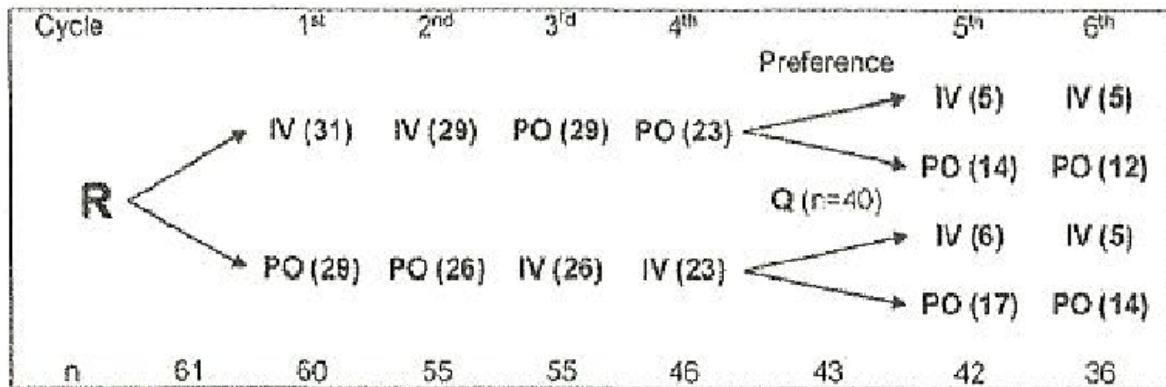 Cycle 1st 2nd 3rd 4th 5th 6th
Preference
IV (5) IV (5)
IV (31) IV (29) PO (29) PO (23)
PO (14) PO (12)
R
Q (n=40)
IV (6) IV (5)
PO (29) PO (26) IV (26) IV (23)
PO (17) PO (14)
n 61 60 55 55 46 43 42 36